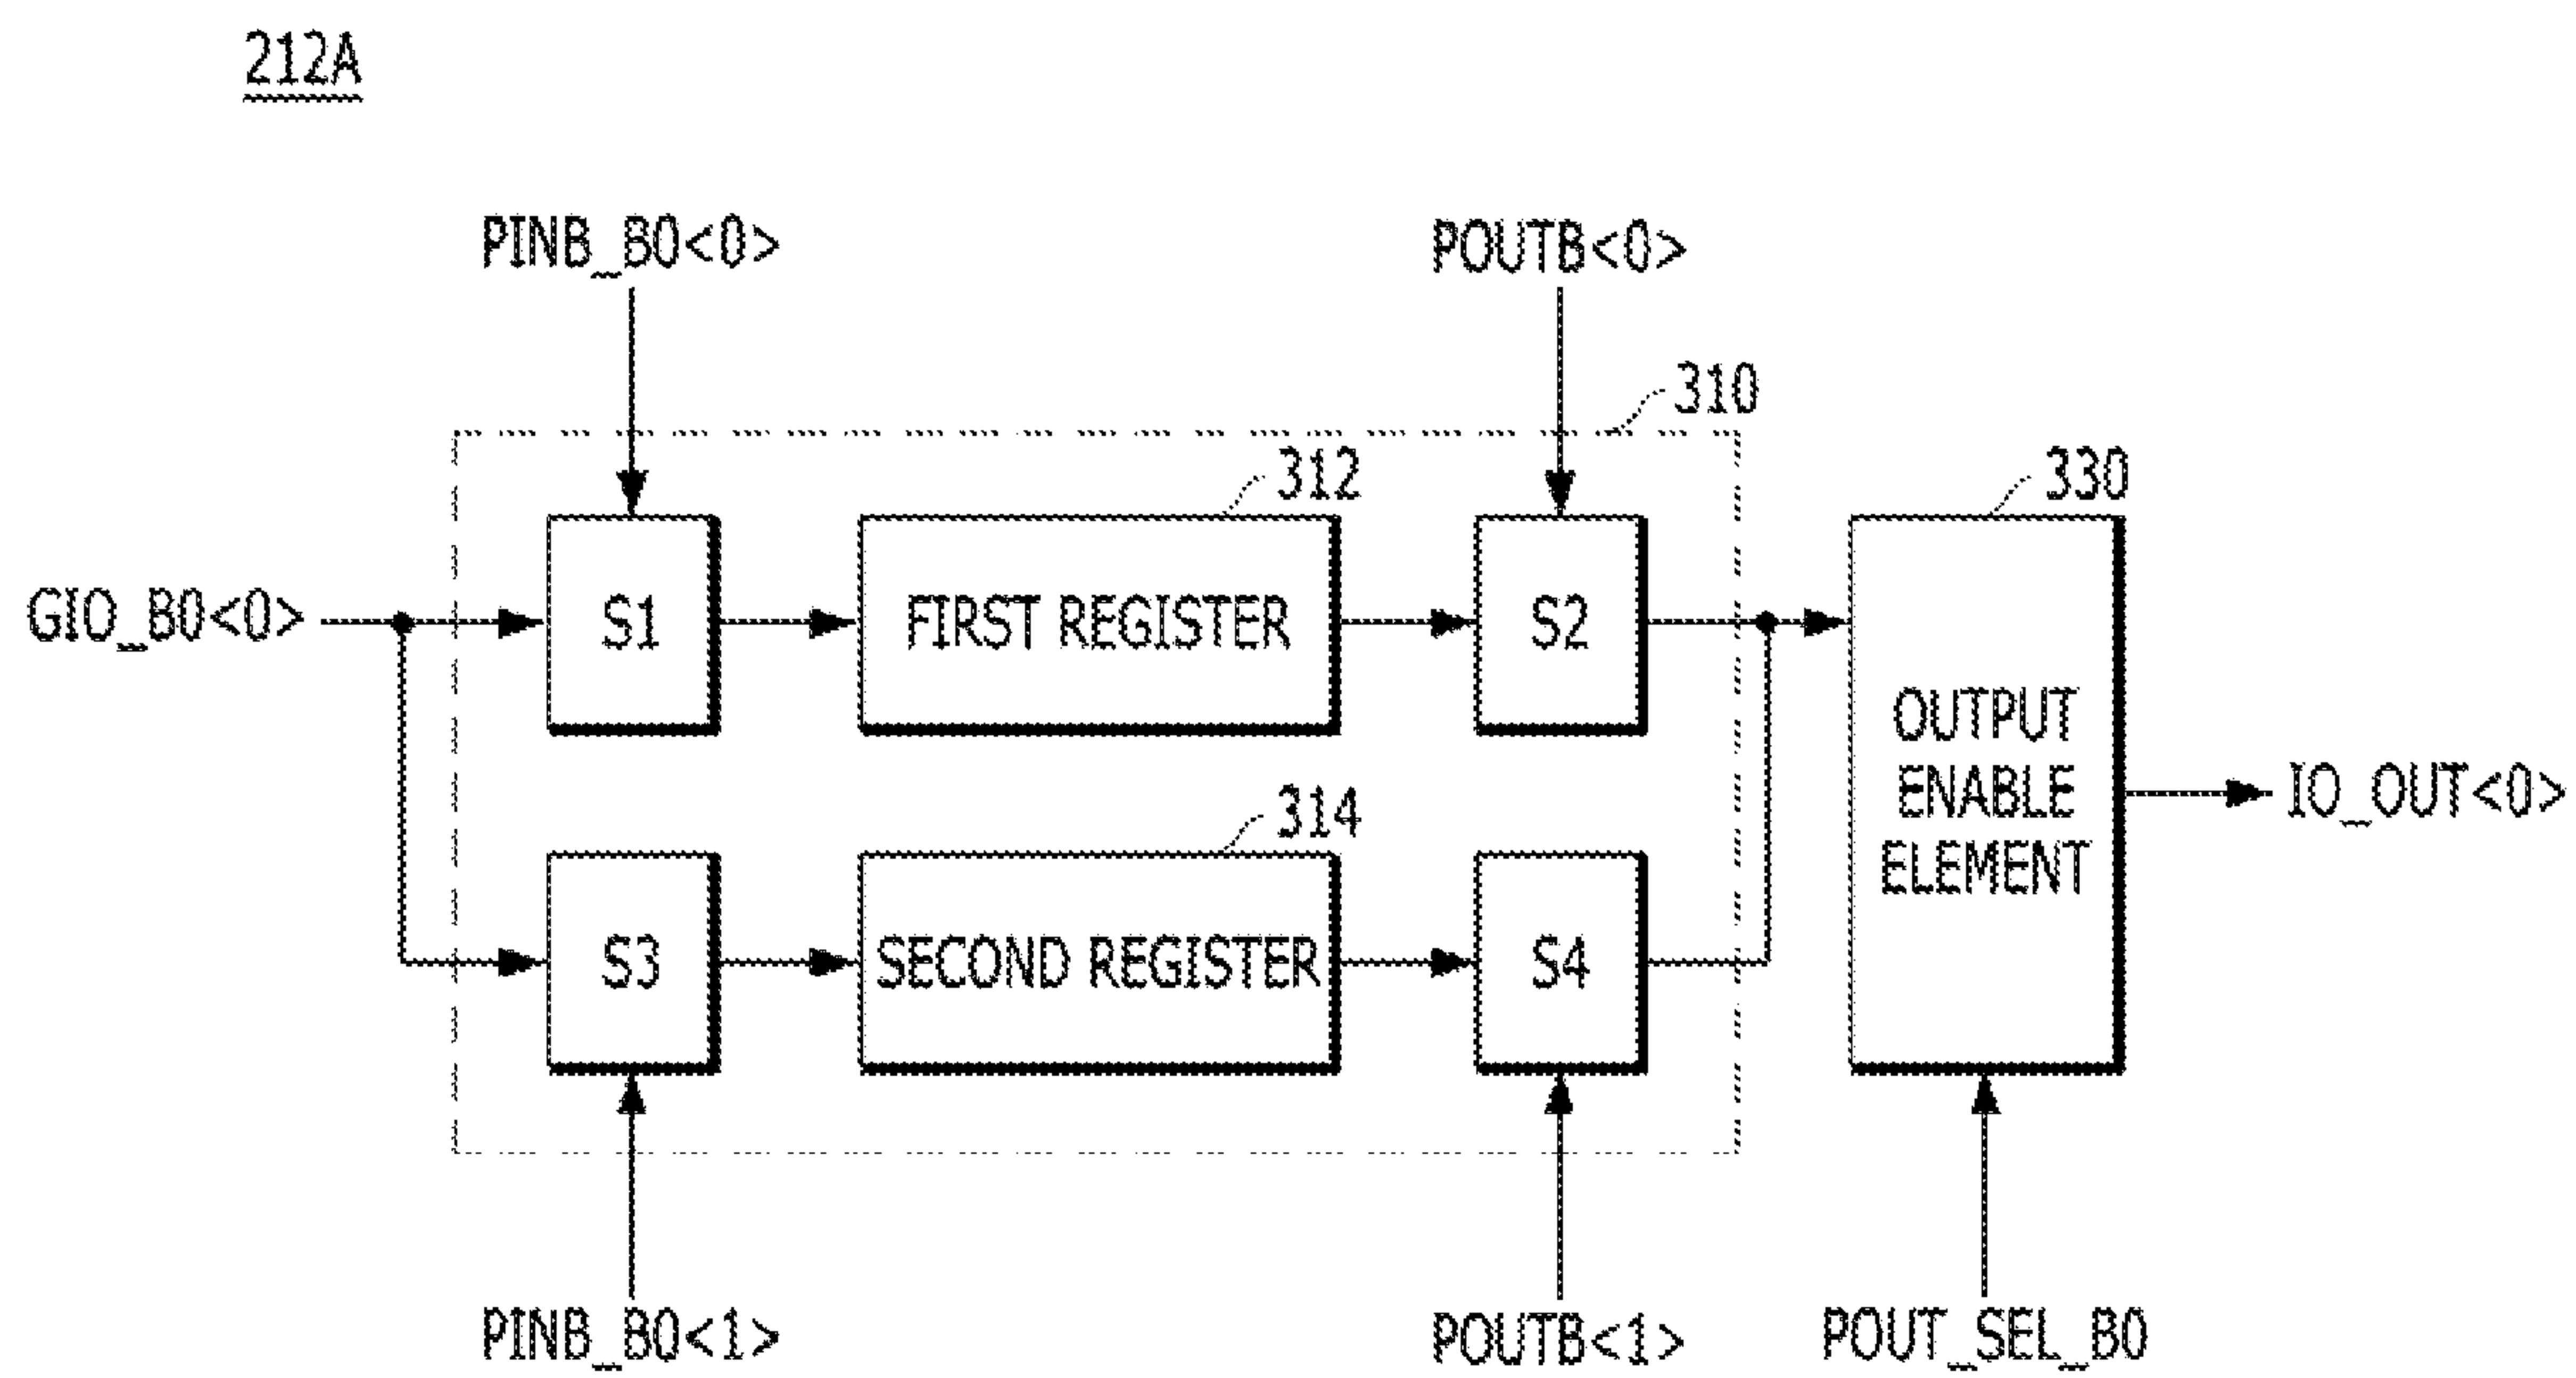 212A
PINB_B0<0>
POUTB<0>
310
312
330
GIO_B0<0>
S1
FIRST REGISTER
S2
OUTPUT
ENABLE
ELEMENT
IO_OUT<0>
314
S3
SECOND REGISTER
S4
PINB_B0<1>
POUTB<1>
POUT_SEL_B0